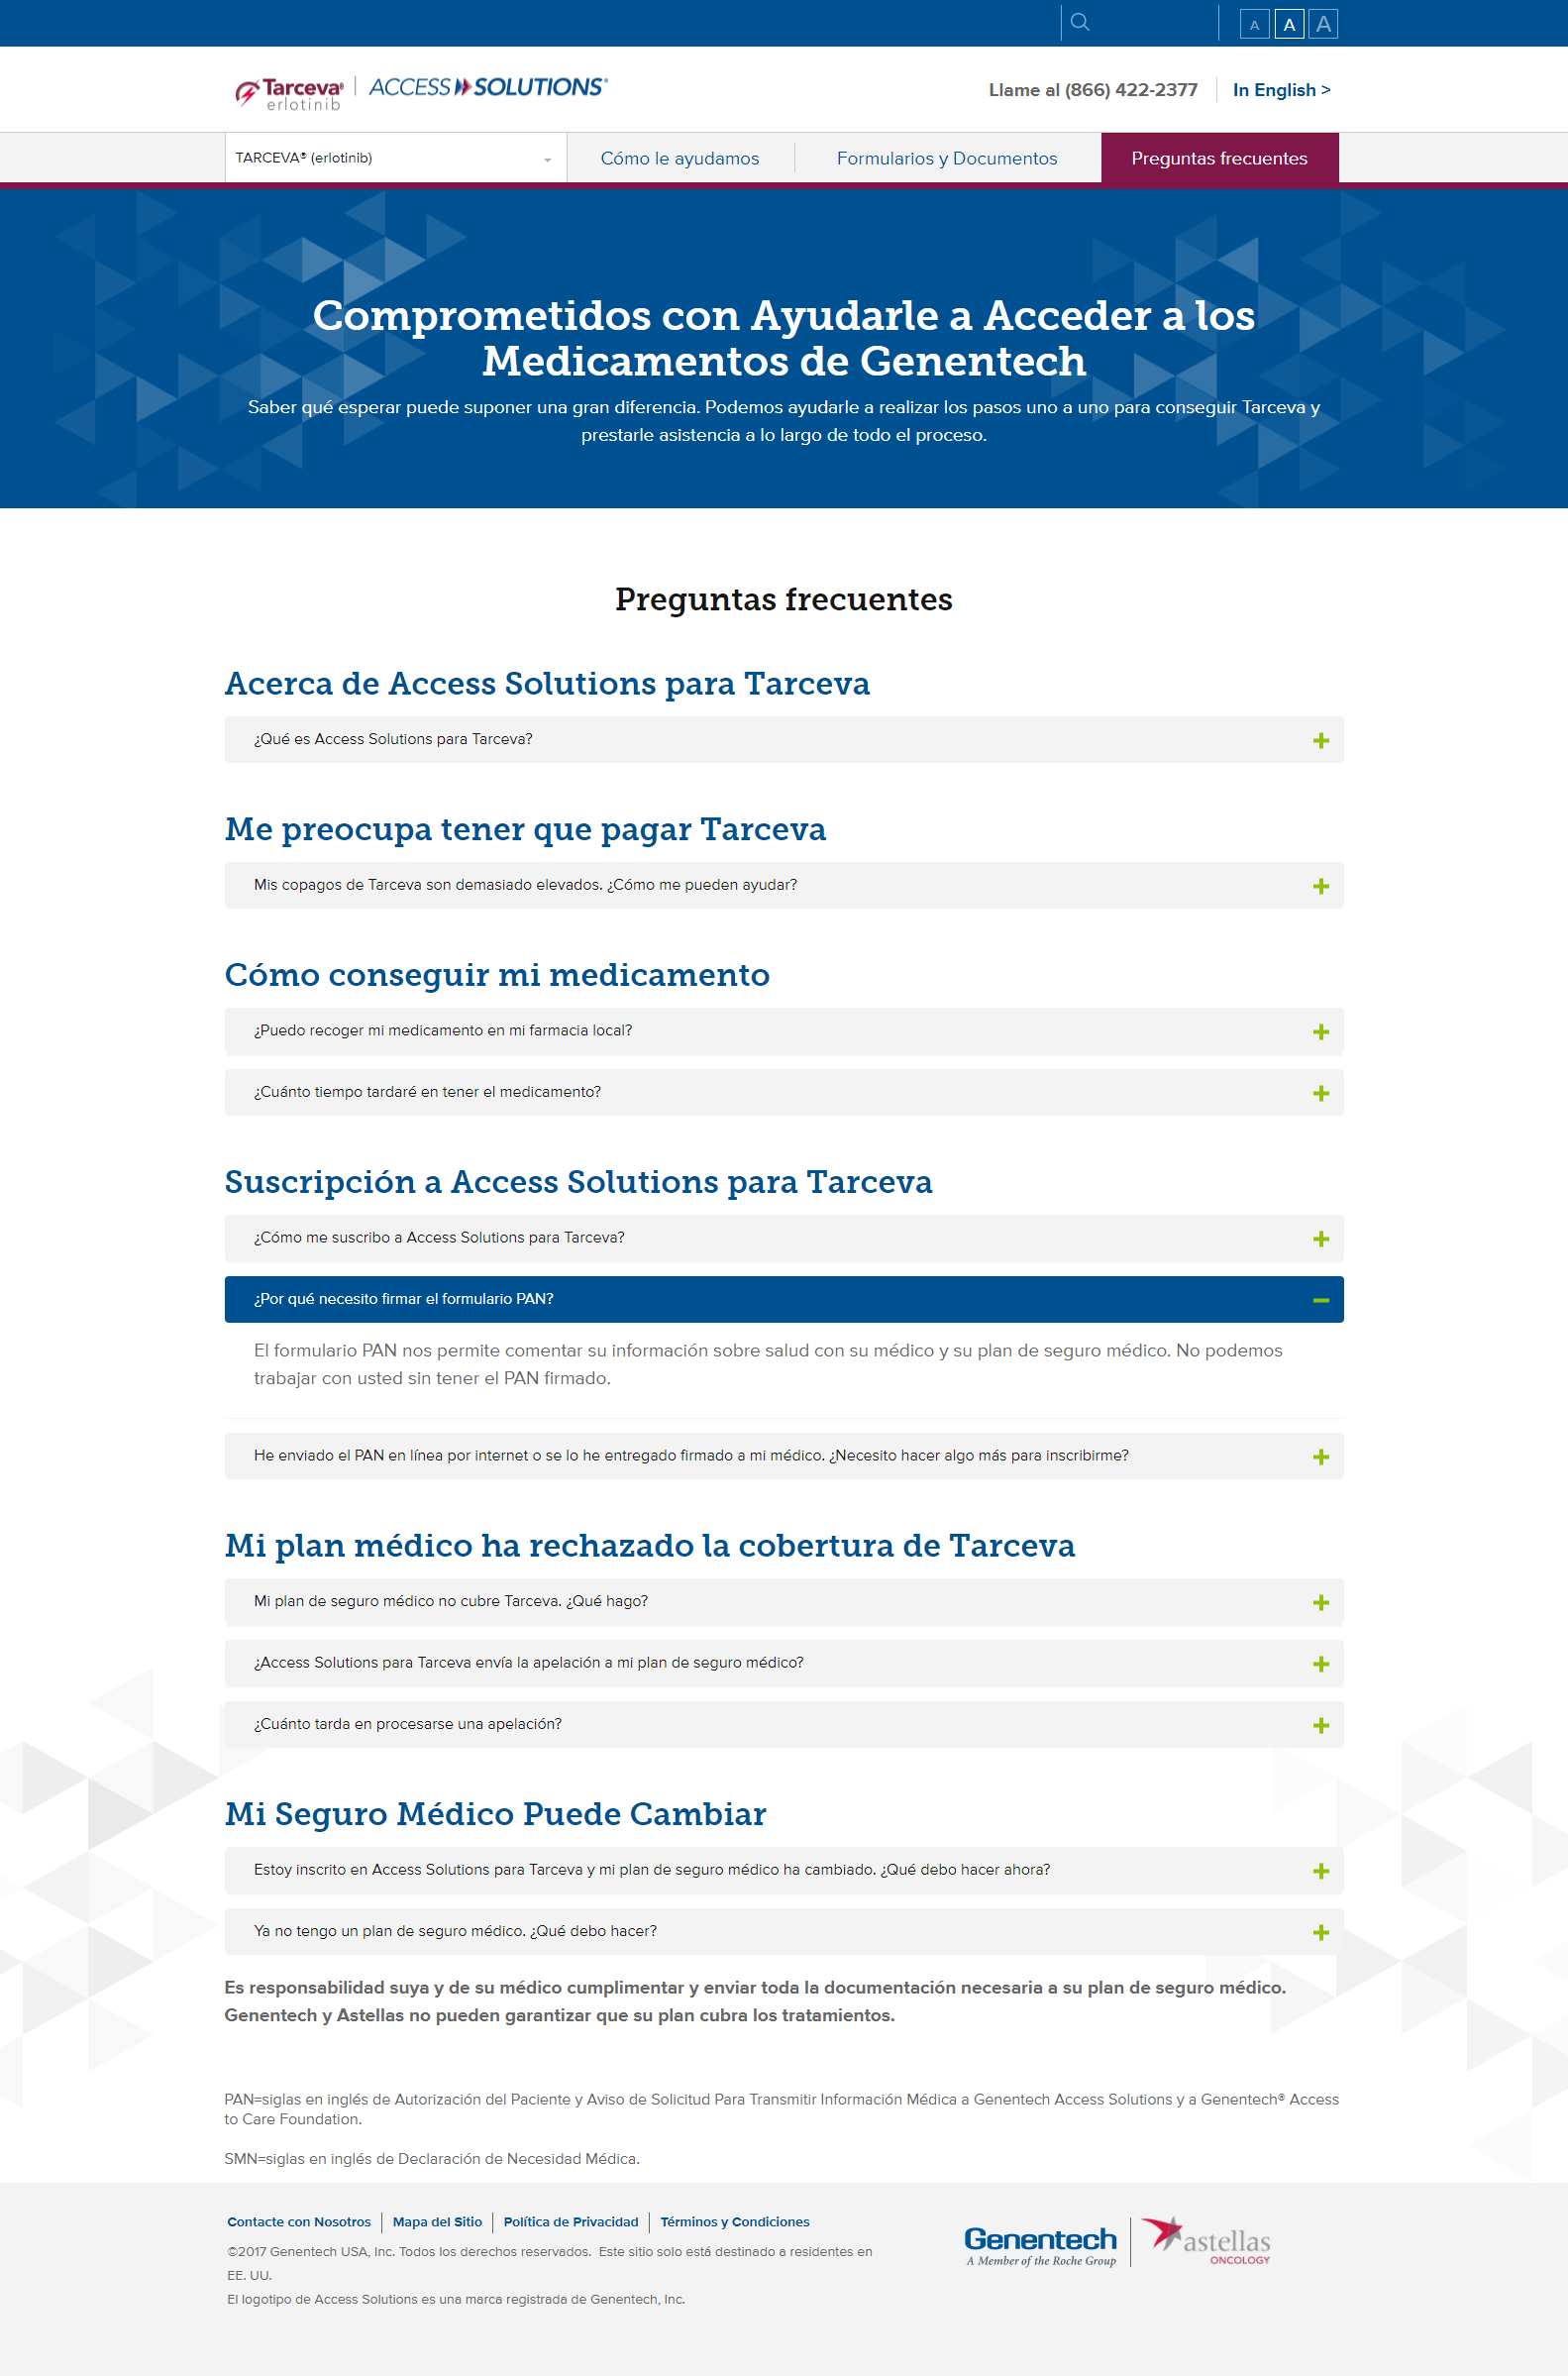 A A A
Tarceva® | ACCESS SOLUTIONS®
erlotinib
Llame al (866) 422-2377
In English >
TARCEVA® (erlotinib)
Cómo le ayudamos
Formularios y Documentos
Preguntas frecuentes
Comprometidos con Ayudarle a Acceder a los
Medicamentos de Genentech
Saber qué esperar puede suponer una gran diferencia. Podemos ayudarle a realizar los pasos uno a uno para conseguir Tarceva y
prestarle asistencia a lo largo de todo el proceso.
Preguntas frecuentes
Acerca de Access Solutions para Tarceva
¿Qué es Access Solutions para Tarceva?
Me preocupa tener que pagar Tarceva
Mis copagos de Tarceva son demasiado elevados. ¿Cómo me pueden ayudar?
Cómo conseguir mi medicamento
¿Puedo recoger mi medicamento en mi farmacia local?
¿Cuánto tiempo tardaré en tener el medicamento?
Suscripción a Access Solutions para Tarceva
¿Cómo me suscribo a Access Solutions para Tarceva?
¿Por qué necesito firmar el formulario PAN?
El formulario PAN nos permite comentar su información sobre salud con su médico y su plan de seguro médico. No podemos
trabajar con usted sin tener el PAN firmado.
He enviado el PAN en línea por internet o se lo he entregado firmado a mi médico. ¿Necesito hacer algo más para inscribirme?
Mi plan médico ha rechazado la cobertura de Tarceva
Mi plan de seguro médico no cubre Tarceva. ¿Qué hago?
¿Access Solutions para Tarceva envía la apelación a mi plan de seguro médico?
¿Cuánto tarda en procesarse una apelación?
Mi Seguro Médico Puede Cambiar
Estoy inscrito en Access Solutions para Tarceva y mi plan de seguro médico ha cambiado. ¿Qué debo hacer ahora?
Ya no tengo un plan de seguro médico. ¿Qué debo hacer?
Es responsabilidad suya y de su médico cumplimentar y enviar toda la documentación necesaria a su plan de seguro médico.
Genentech y Astellas no pueden garantizar que su plan cubra los tratamientos.
PAN=siglas en inglés de Autorización del Paciente y Aviso de Solicitud Para Transmitir Información Médica a Genentech Access Solutions y a Genentech® Access
to Care Foundation.
SMN=siglas en inglés de Declaración de Necesidad Médica.
Contacte con Nosotros | Mapa del Sitio | Política de Privacidad | Términos y Condiciones
©2017 Genentech USA, Inc. Todos los derechos reservados. Este sitio solo está destinado a residentes en
EE. UU.
El logotipo de Access Solutions es una marca registrada de Genentech, Inc.
Genentech
A Member of the Roche Group
astellas
ONCOLOGY